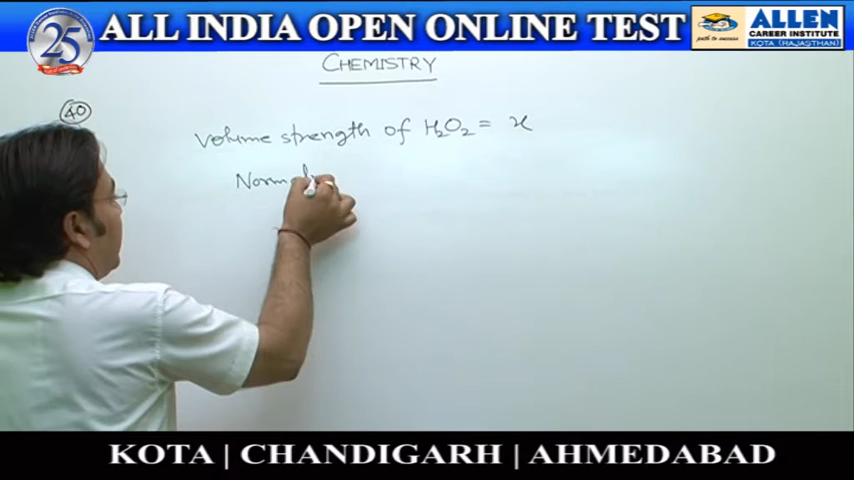 ALL INDIA OPEN ONLINE TEST
25
path to success
ALLEN
CAREER INSTITUTE
KOTA (RAJASTHAN)
CHEMISTRY
40
Volume strength of H₂O₂ = x
KOTA | CHANDIGARH | AHMEDABAD